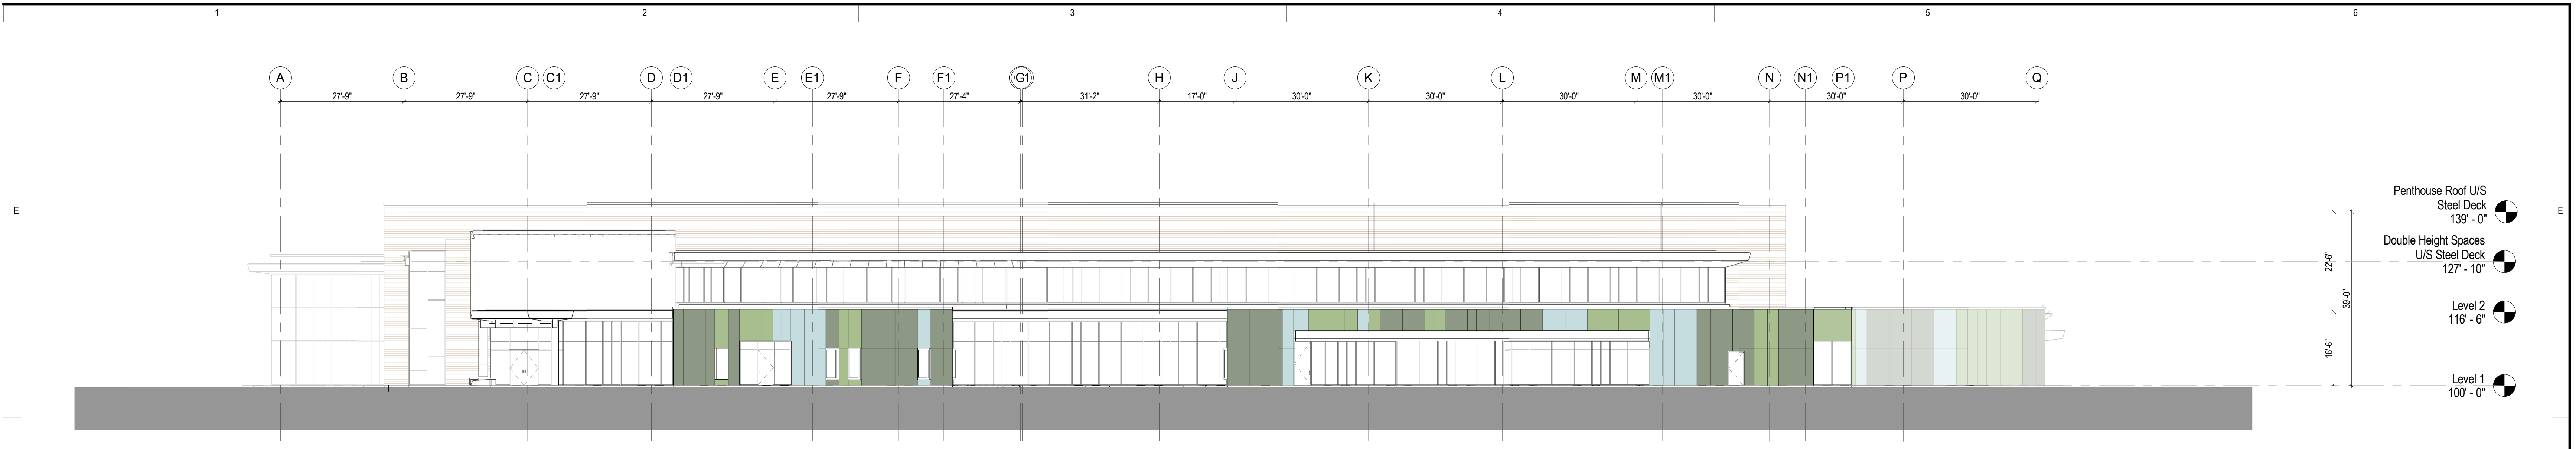 1 2 3 4 5 6
A B C C1 D D1 E E1 F F1 G1 H J K L M M1 N N1 P1 P Q
27'-9" 27'-9" 27'-9" 27'-9" 27'-9" 27'-4" 31'-2" 17'-0" 30'-0" 30'-0" 30'-0" 30'-0" 30'-0" 30'-0"
E
E
Penthouse Roof U/S
Steel Deck
139' - 0"
Double Height Spaces
U/S Steel Deck
127' - 10"
22'-6"
39'-0"
Level 2
116' - 6"
16'-6"
Level 1
100' - 0"